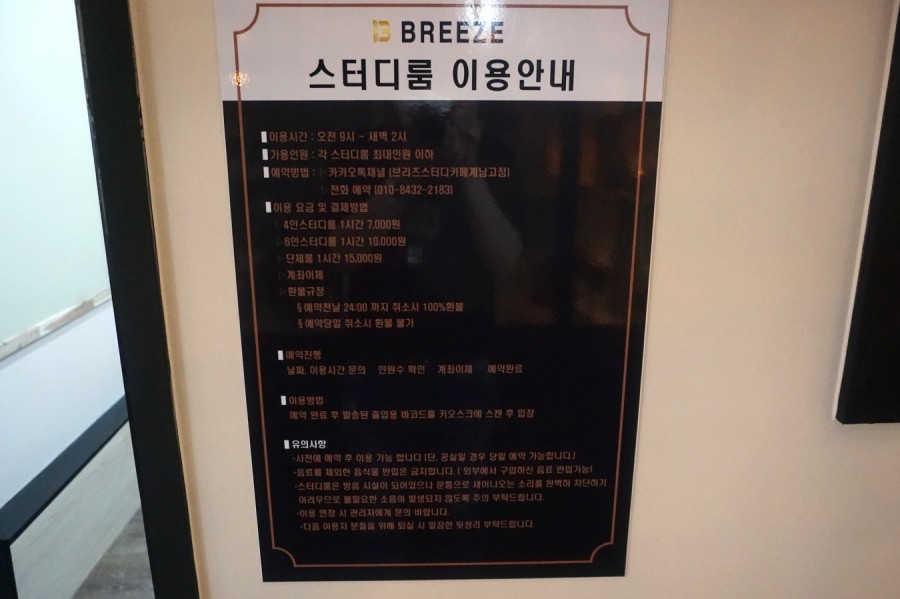 BREEZE
스터디룸 이용안내
이용시간 : 오전 9시 ~ 새벽 2시
가용인원 : 각 스터디룸 최대인원 이하
예약방법 : ▷카카오톡채널 (브리즈스터디카페계남고점)
▷전화 예약 (010-8432-2183)
이용 요금 및 결제방법
▷4인스터디룸 1시간 7,000원
▷6인스터디룸 1시간 10,000원
▷단체룸 1시간 15,000원
▷계좌이체
▷환불규정
§예약전날 24:00 까지 취소시 100%환불
§예약당일 취소시 환불 불가
예약진행
날짜, 이용시간 문의 인원수 확인 계좌이체 예약완료
이용방법
예약 완료 후 발송된 출입용 바코드를 키오스크에 스캔 후 입장
유의사항
-사전에 예약 후 이용 가능 합니다 (단, 공실일 경우 당일 예약 가능합니다.)
-음료를 제외한 음식물 반입은 금지합니다. ( 외부에서 구입하신 음료 반입가능)
-스터디룸은 방음 시설이 되어있으나 문틈으로 새어나오는 소리를 완벽히 차단하기
어려우므로 불필요한 소음이 발생되지 않도록 주의 부탁드립니다.
-이용 연장 시 관리자에게 문의 바랍니다.
-다음 이용자 분들을 위해 퇴실 시 깔끔한 뒷정리 부탁드립니다.